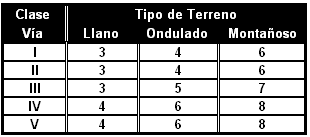 Clase Tipo de Terreno
Vía Llano Ondulado Montañoso
I 3 4 6
II 3 4 6
III 3 5 7
IV 4 6 8
V 4 6 8